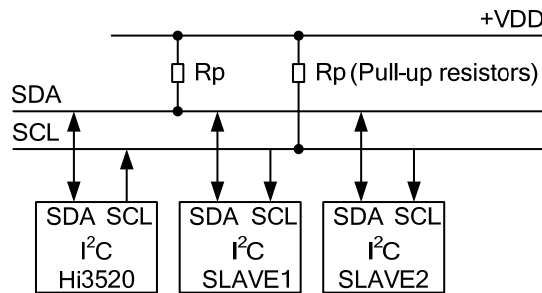 +VDD
Rp
Rp (Pull-up resistors)
SDA
SCL
SDA SCL
I²C
Hi3520
SDA SCL
I²C
SLAVE1
SDA SCL
I²C
SLAVE2